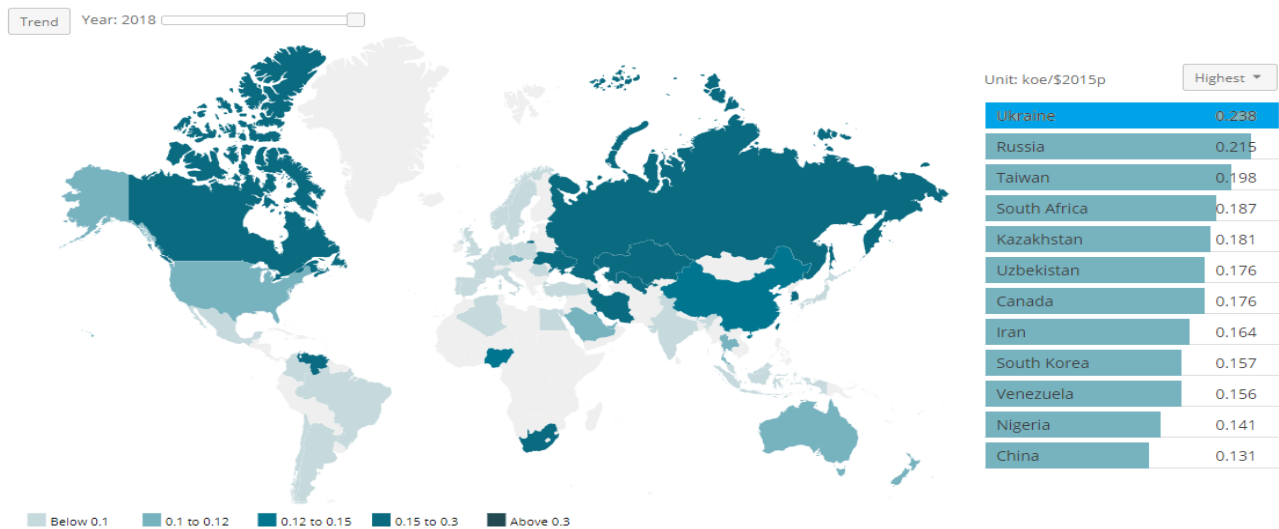 Trend Year: 2018
Unit: koe/$2015p Highest
Ukraine 0.238
Russia 0.215
Taiwan 0.198
South Africa 0.187
Kazakhstan 0.181
Uzbekistan 0.176
Canada 0.176
Iran 0.164
South Korea 0.157
Venezuela 0.156
Nigeria 0.141
China 0.131
Below 0.1 0.1 to 0.12 0.12 to 0.15 0.15 to 0.3 Above 0.3